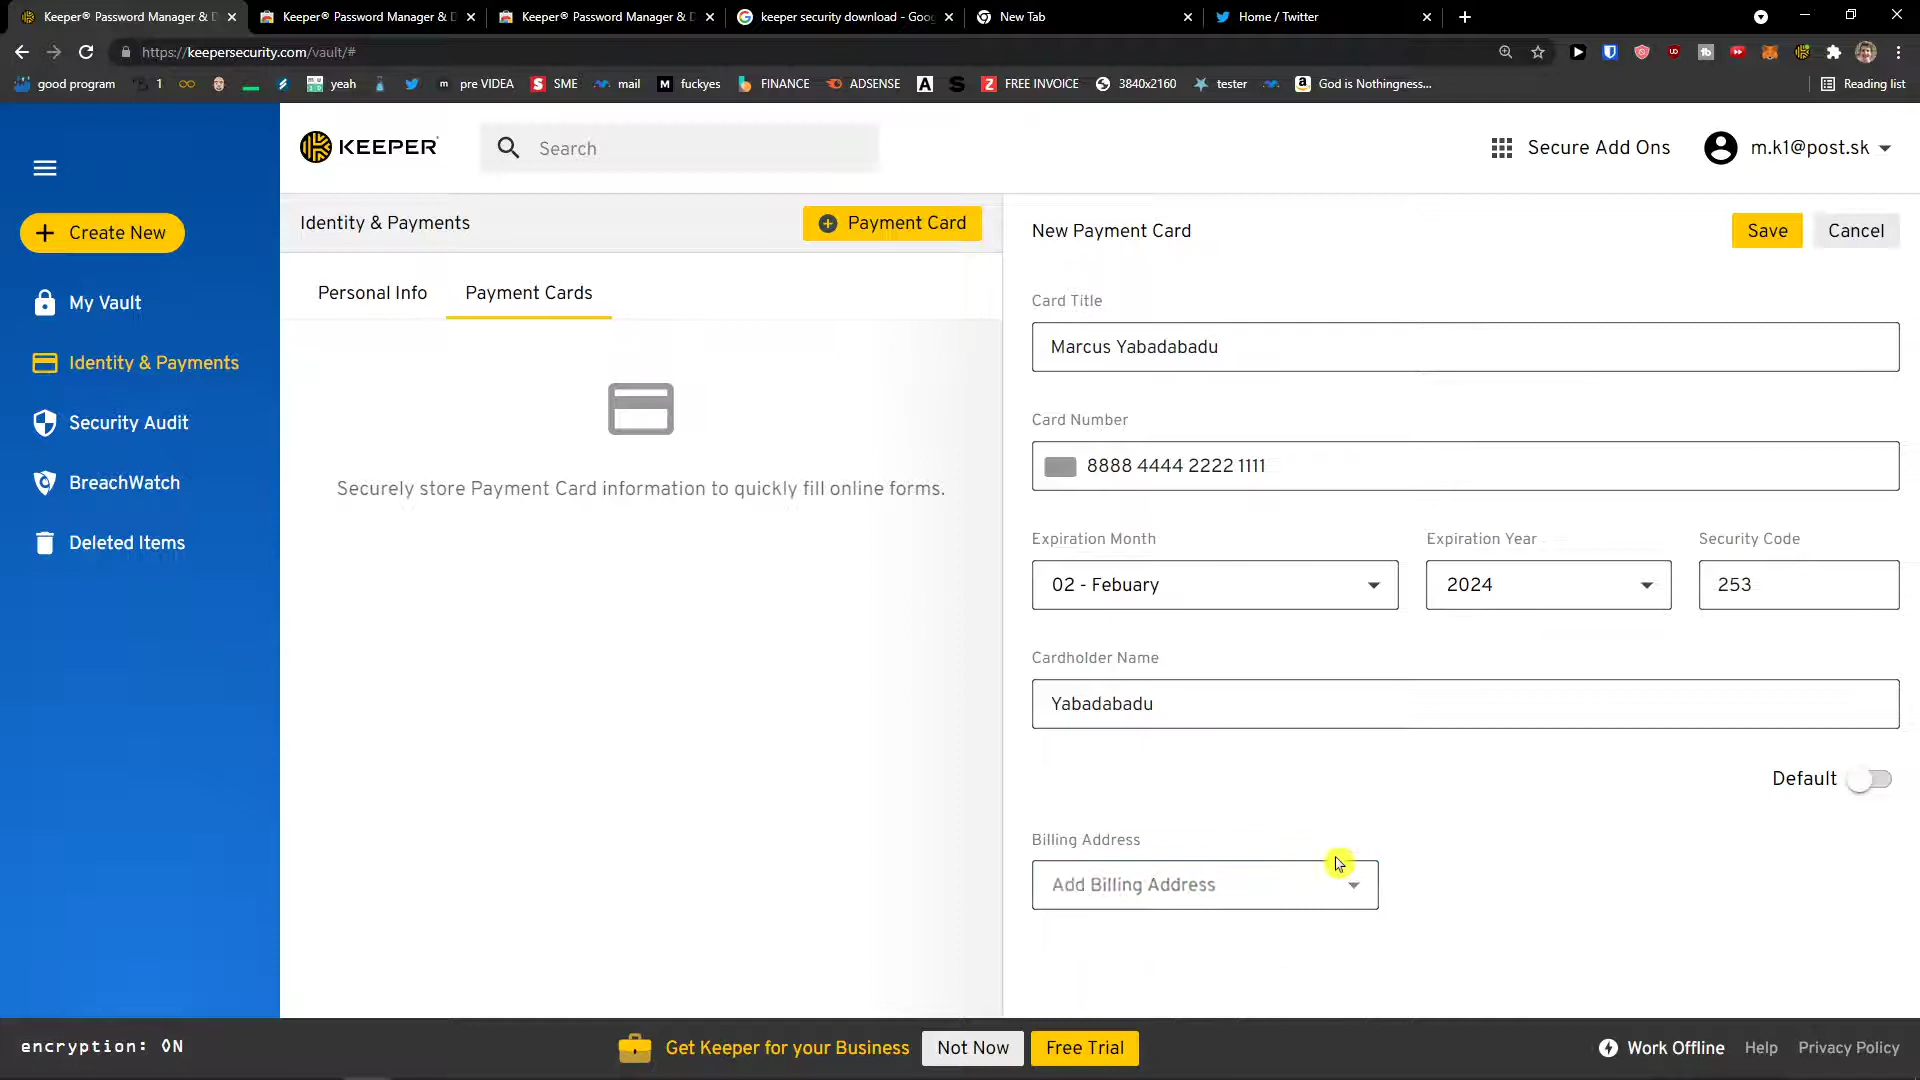 Keeper® Password Manager & D
Keeper® Password Manager & D
Keeper® Password Manager & D
keeper security download - Goog
New Tab
Home / Twitter
https://keepersecurity.com/vault/#
good program
1
yeah
pre VIDEA
SME
mail
fuckyes
FINANCE
ADSENSE
FREE INVOICE
3840x2160
tester
God is Nothingness...
Reading list
KEEPER
Search
Secure Add Ons
m.k1@post.sk
Create New
My Vault
Identity & Payments
Security Audit
BreachWatch
Deleted Items
Identity & Payments
Payment Card
Personal Info
Payment Cards
Securely store Payment Card information to quickly fill online forms.
New Payment Card
Save
Cancel
Card Title
Marcus Yabadabadu
Card Number
8888 4444 2222 1111
Expiration Month
Expiration Year
Security Code
02 - Febuary
2024
253
Cardholder Name
Yabadabadu
Default
Billing Address
Add Billing Address
encryption: ON
Get Keeper for your Business
Not Now
Free Trial
Work Offline
Help
Privacy Policy